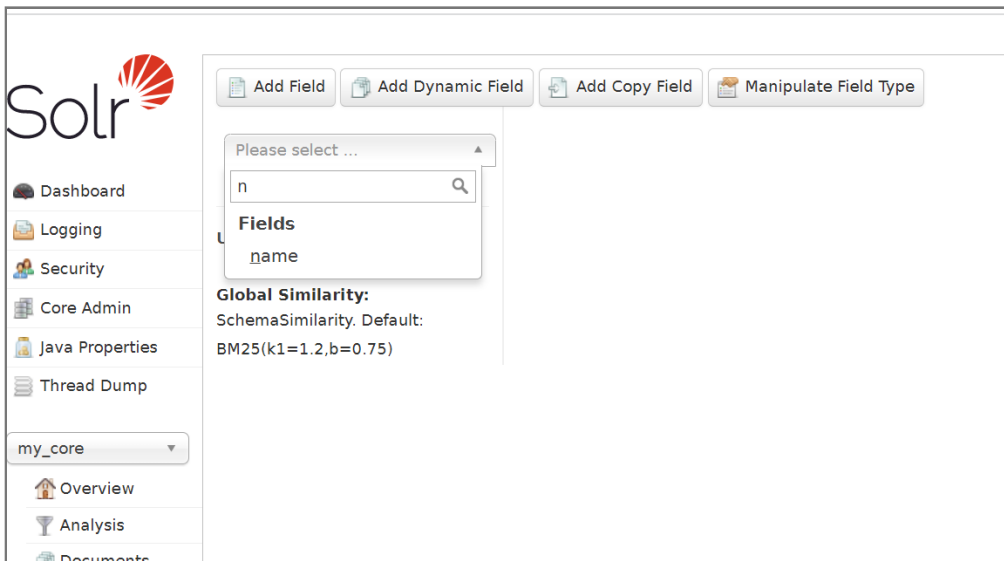 Solr
Add Field Add Dynamic Field Add Copy Field Manipulate Field Type
Please select ...
n
Fields
name
U
Global Similarity:
SchemaSimilarity. Default:
BM25(k1=1.2,b=0.75)
Dashboard
Logging
Security
Core Admin
Java Properties
Thread Dump
my_core
Overview
Analysis
Documents